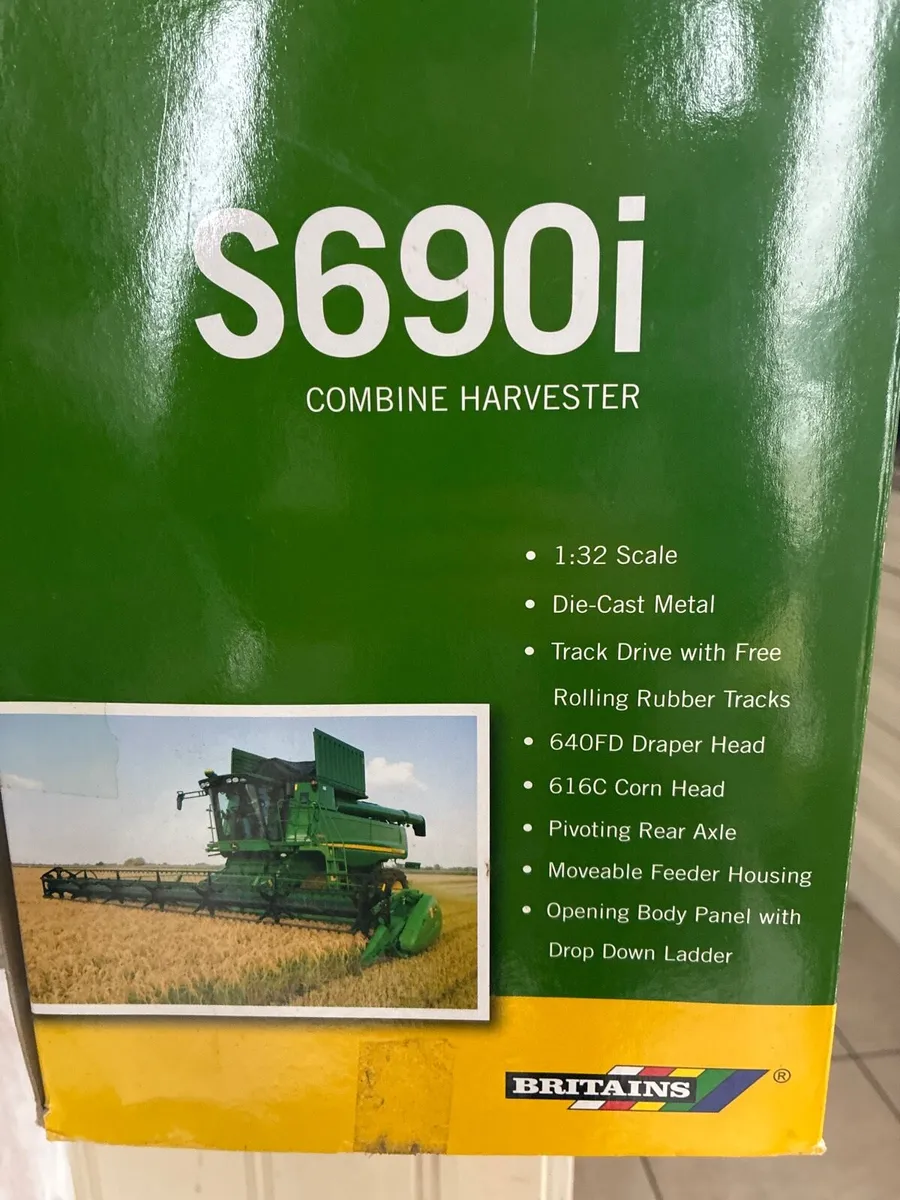 S690i
COMBINE HARVESTER
• 1:32 Scale
• Die-Cast Metal
• Track Drive with Free
Rolling Rubber Tracks
• 640FD Draper Head
• 616C Corn Head
• Pivoting Rear Axle
• Moveable Feeder Housing
• Opening Body Panel with
Drop Down Ladder
BRITAINS ®